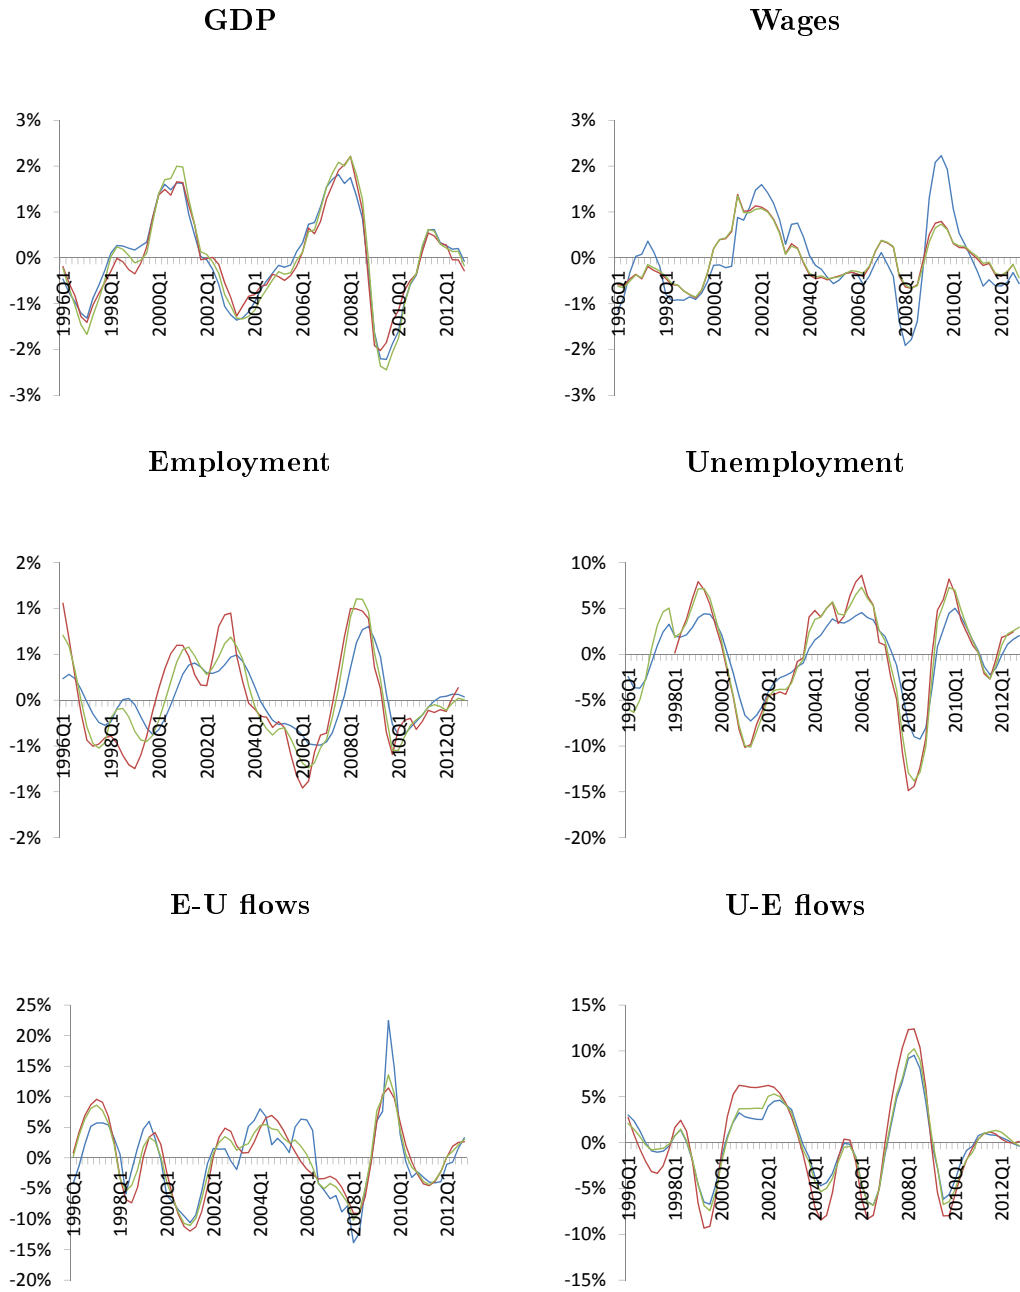 GDP
3%
2%
1%
0%
-1%
-2%
-3%
1996Q1
1998Q1
2000Q1
2002Q1
2004Q1
2006Q1
2008Q1
2010Q1
2012Q1
Wages
3%
2%
1%
0%
-1%
-2%
-3%
1996Q1
1998Q1
2000Q1
2002Q1
2004Q1
2006Q1
2008Q1
2010Q1
2012Q1
Employment
2%
1%
1%
0%
-1%
-1%
-2%
1996Q1
1998Q1
2000Q1
2002Q1
2004Q1
2006Q1
2008Q1
2010Q1
2012Q1
Unemployment
10%
5%
0%
-5%
-10%
-15%
-20%
1996Q1
1998Q1
2000Q1
2002Q1
2004Q1
2006Q1
2008Q1
2010Q1
2012Q1
E-U flows
25%
20%
15%
10%
5%
0%
-5%
-10%
-15%
-20%
1996Q1
1998Q1
2000Q1
2002Q1
2004Q1
2006Q1
2008Q1
2010Q1
2012Q1
U-E flows
15%
10%
5%
0%
-5%
-10%
-15%
1996Q1
1998Q1
2000Q1
2002Q1
2004Q1
2006Q1
2008Q1
2010Q1
2012Q1